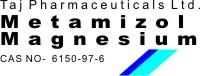 Taj Pharmaceuticals Ltd.
Metamizol
Magnesium
CAS NO- 6150-97-6